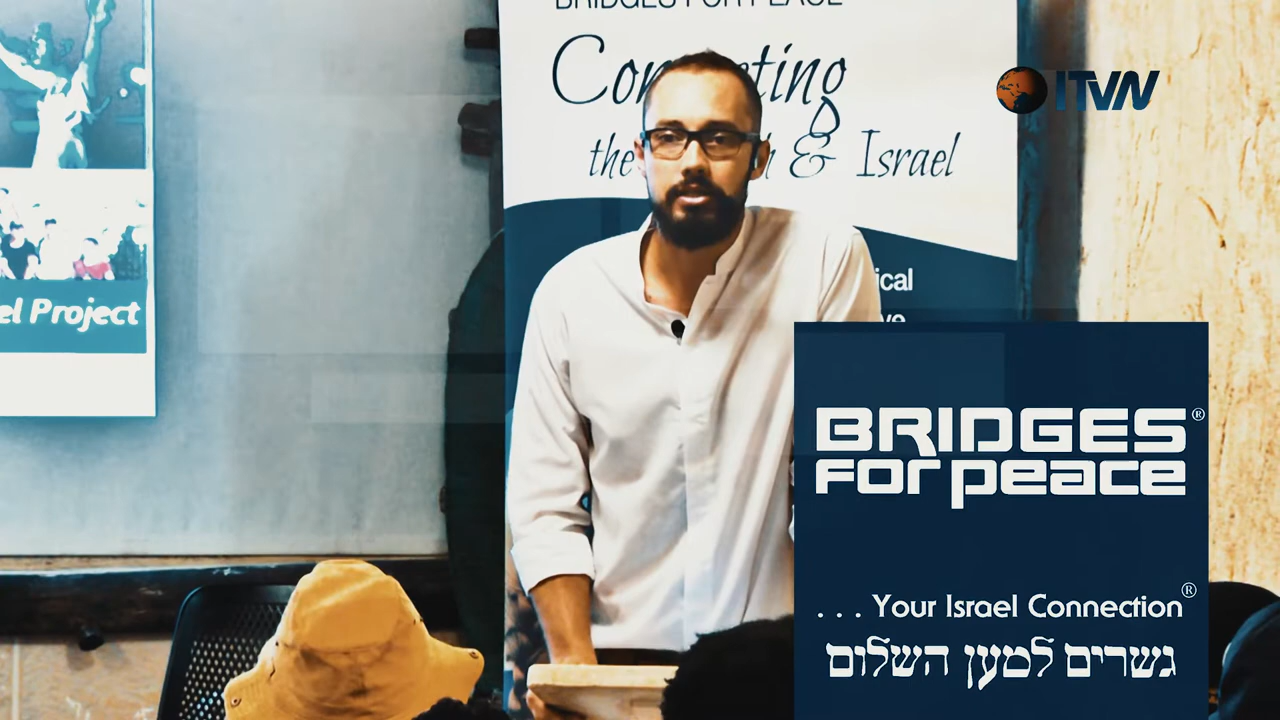 BRIDGES FOR PEACE
Connecting
the & Israel
ITVN
el Project
ical
ve
BRIDGES®
FOR PEACE
. . . Your Israel Connection®
גשרים למען השלום